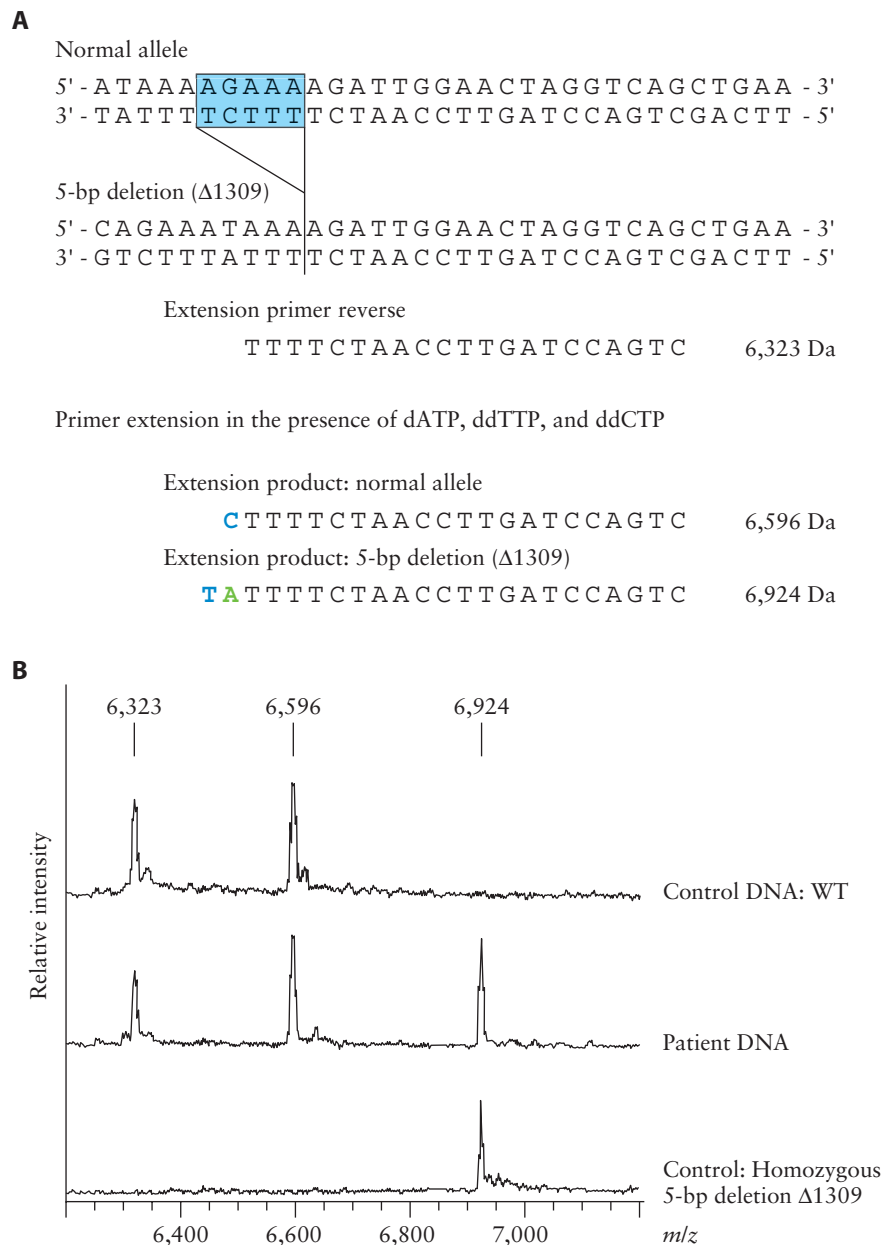 A
Normal allele
5' - ATAAAAGAAAAGATTGGAACTAGGTCAGCTGAA - 3'
3' - TATTTTCTTTTCTAACCTTGATCCAGTCGACTT - 5'
5-bp deletion (Δ1309)
5' - CAGAAATAAAAGATTGGAACTAGGTCAGCTGAA - 3'
3' - GTCTTTATTTTCTAACCTTGATCCAGTCGACTT - 5'
Extension primer reverse
TTTTCTAACCTTGATCCAGTC 6,323 Da
Primer extension in the presence of dATP, ddTTP, and ddCTP
Extension product: normal allele
CTTTTCTAACCTTGATCCAGTC 6,596 Da
Extension product: 5-bp deletion (Δ1309)
TATTTTCTAACCTTGATCCAGTC 6,924 Da
B
6,323 6,596 6,924
Relative intensity
Control DNA: WT
Patient DNA
Control: Homozygous
5-bp deletion Δ1309
6,400 6,600 6,800 7,000 m/z